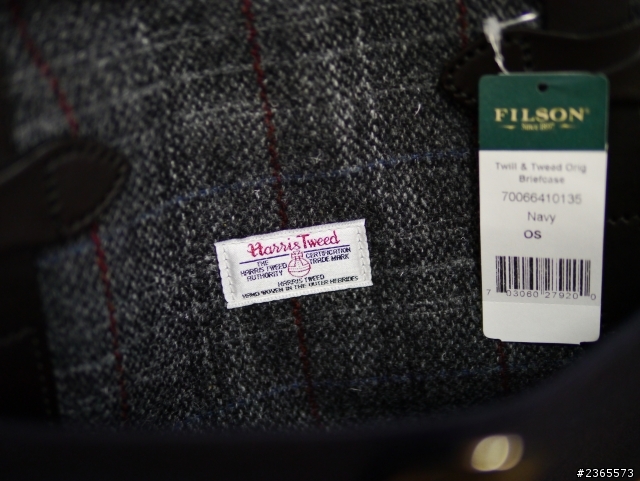 FILSON
SINCE 1897
Twill & Tweed Orig
Briefcase
70066410135
Navy
OS
7 03060 27920 0
Harris Tweed
THE HARRIS TWEED AUTHORITY
CERTIFICATION TRADE MARK
HARRIS TWEED
HAND WOVEN IN THE OUTER HEBRIDES
#2365573